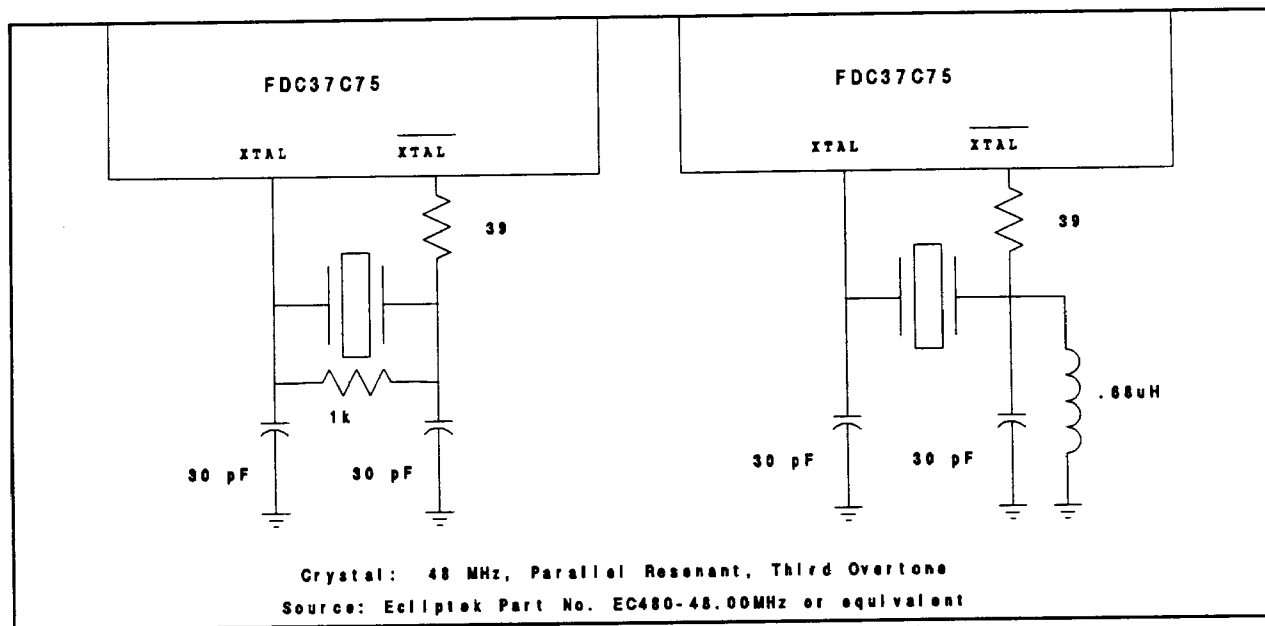 FDC37C75
XTAL XTAL
39
1k
30 pF 30 pF
FDC37C75
XTAL XTAL
39
.68uH
30 pF 30 pF
Crystal: 48 MHz, Parallel Resonant, Third Overtone
Source: Ecliptek Part No. EC480-48.00MHz or equivalent